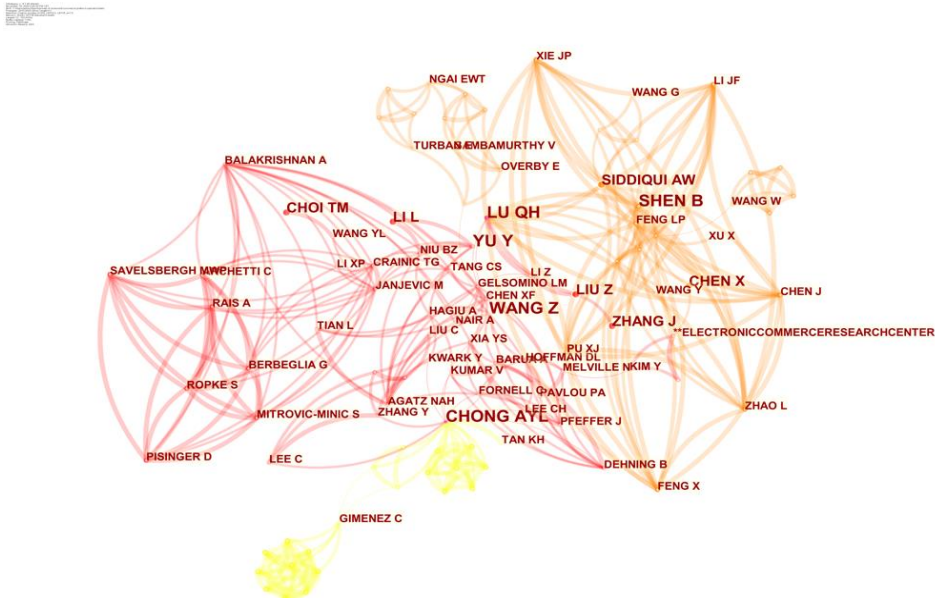 XIE JP
NGAI EWT
LI JF
WANG G
TURBAN E
SAMBAMURTHY V
BALAKRISHNAN A
OVERBY E
SIDDIQUI AW
SHEN B
WANG W
CHOI TM
LI L
LU QH
FENG LP
WANG YL
YU Y
XU X
NIU BZ
LI XP
CRAINIC TG
TANG CS
LI Z
SAVELSBERGH MWP
ARCHETTI C
JANJEVIC M
GELSOMINO LM
LIU Z
WANG Y
CHEN X
CHEN J
CHEN XF
RAIS A
HAGIU A
WANG Z
NAIR A
ZHANG J
TIAN L
LIU C
**ELECTRONICCOMMERCERESEARCHCENTER
XIA YS
PU XJ
KWARK Y
HOFFMAN DL
BERBEGLIA G
KUMAR V
MELVILLE N
KIM Y
ROPKE S
FORNELL C
PAVLOU PA
AGATZ NAH
ZHANG Y
LEE CH
ZHAO L
MITROVIC-MINIC S
CHONG AYL
PFEFFER J
TAN KH
PISINGER D
LEE C
DEHNING B
FENG X
GIMENEZ C